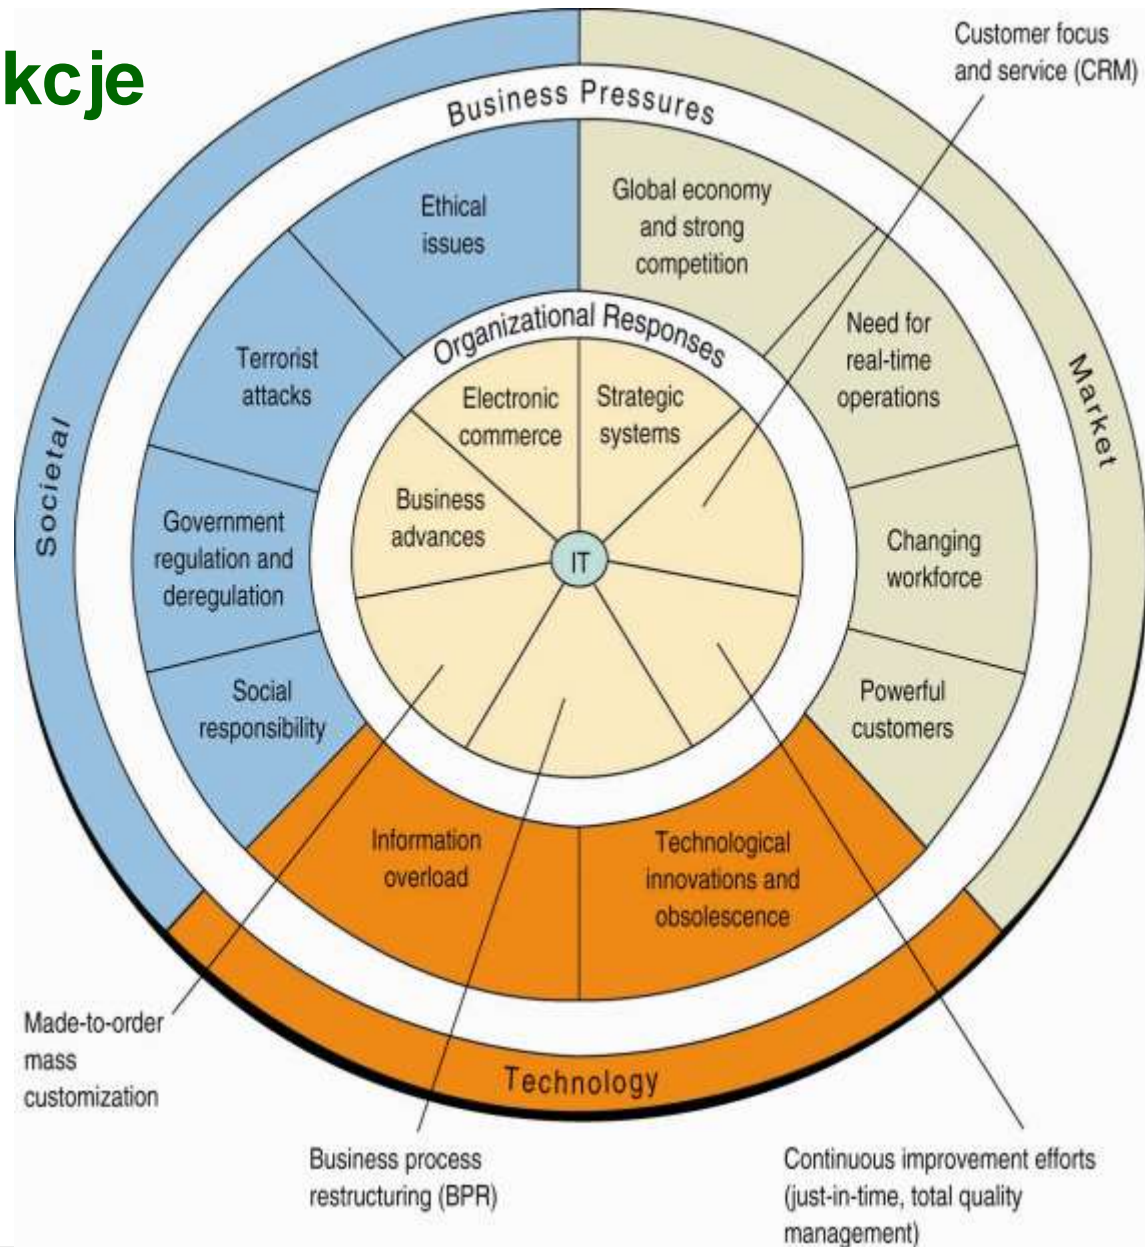 kcje
Customer focus
and service (CRM)
Business Pressures
Ethical
issues
Global economy
and strong
competition
Terrorist
attacks
Need for
real-time
operations
Organizational Responses
Electronic
commerce
Strategic
systems
Societal
Market
Business
advances
Government
regulation and
deregulation
IT
Changing
workforce
Social
responsibility
Powerful
customers
Information
overload
Technological
innovations and
obsolescence
Made-to-order
mass
customization
Technology
Business process
restructuring (BPR)
Continuous improvement efforts
(just-in-time, total quality
management)